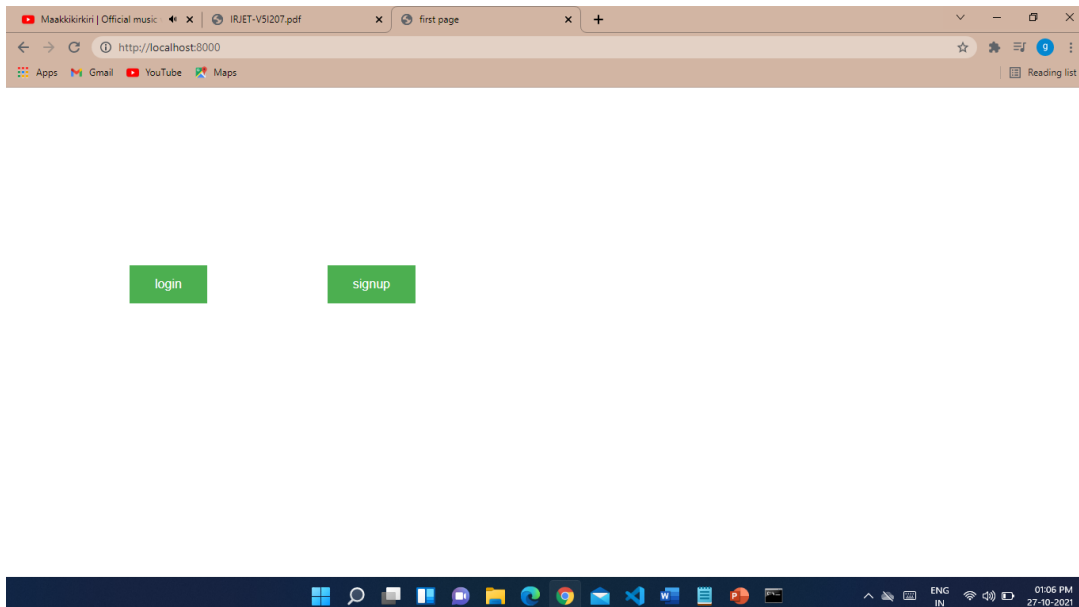 Maakkikirkiri | Official music
IRJET-V5I207.pdf
first page
http://localhost:8000
g
Apps
Gmail
YouTube
Maps
Reading list
login
signup
ENG
IN
01:06 PM
27-10-2021